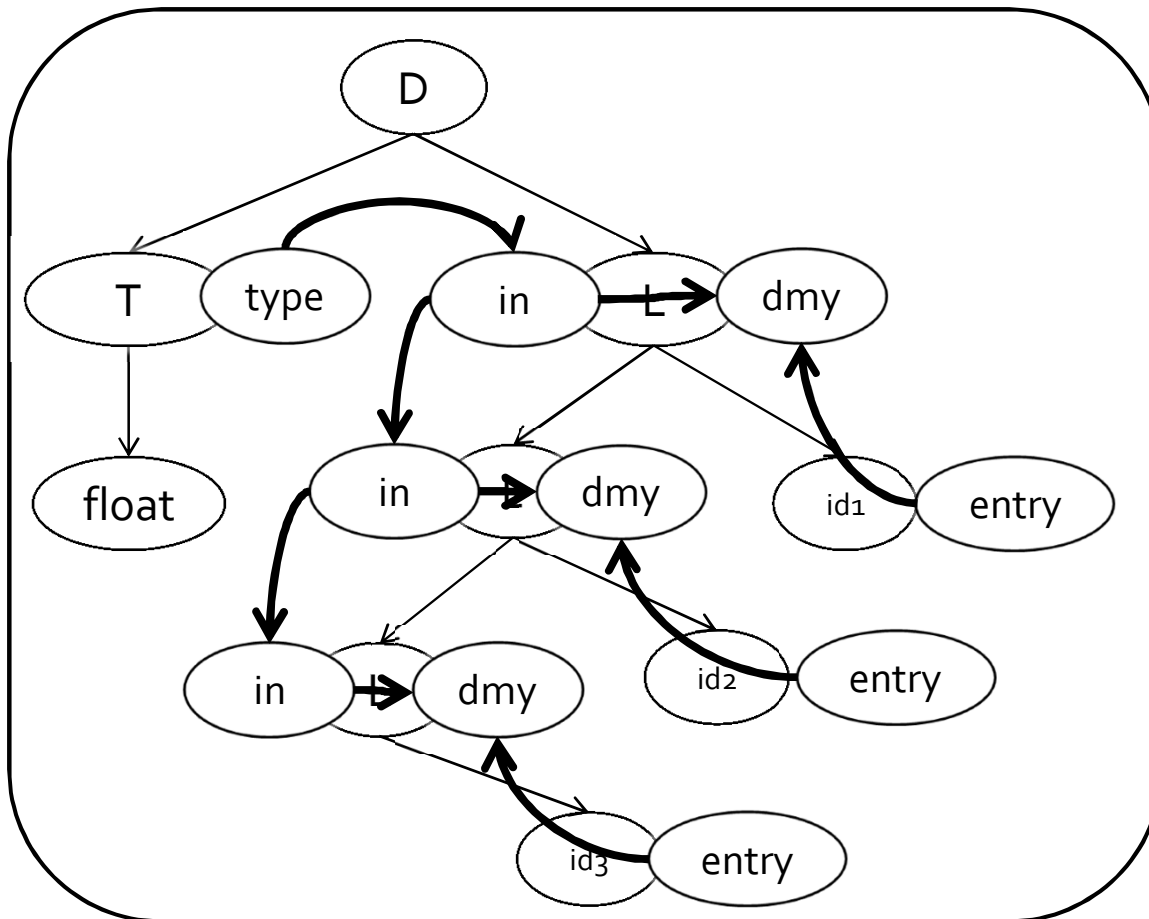 D
T
type
in
L
dmy
float
in
L
dmy
id1
entry
in
L
dmy
id2
entry
id3
entry